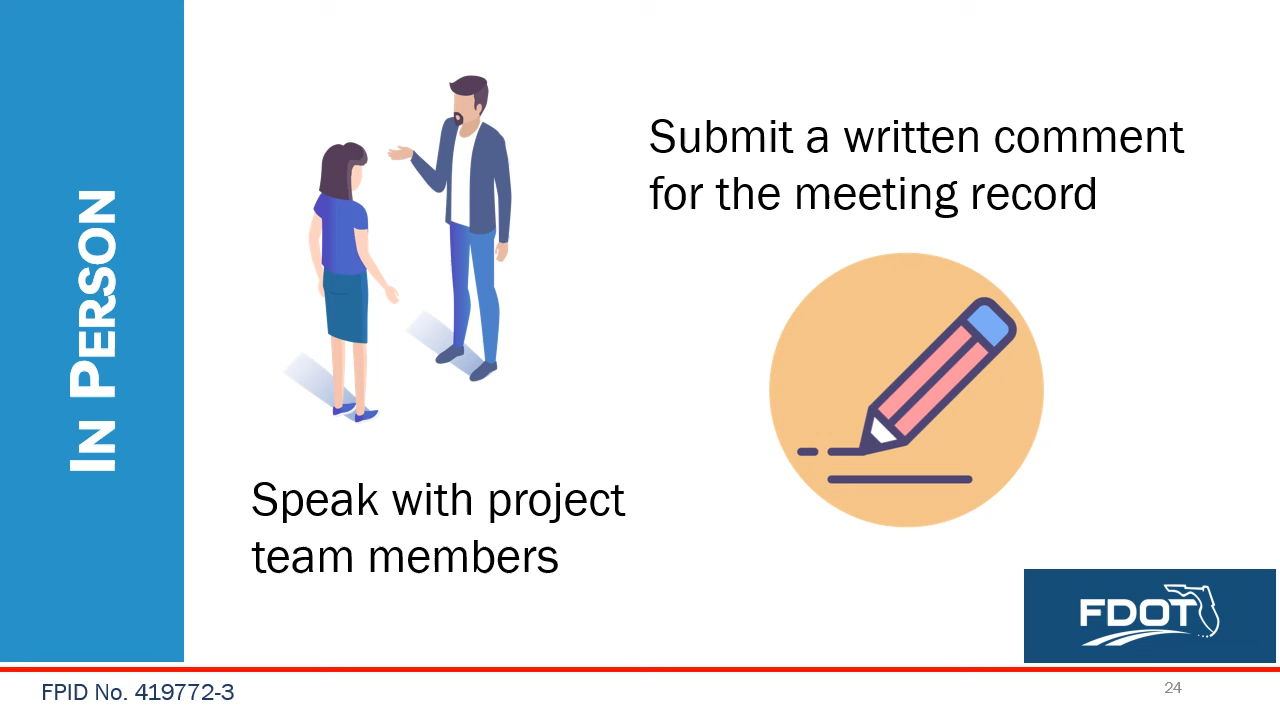 IN PERSON
Submit a written comment
for the meeting record
Speak with project
team members
FDOT
FPID No. 419772-3
24